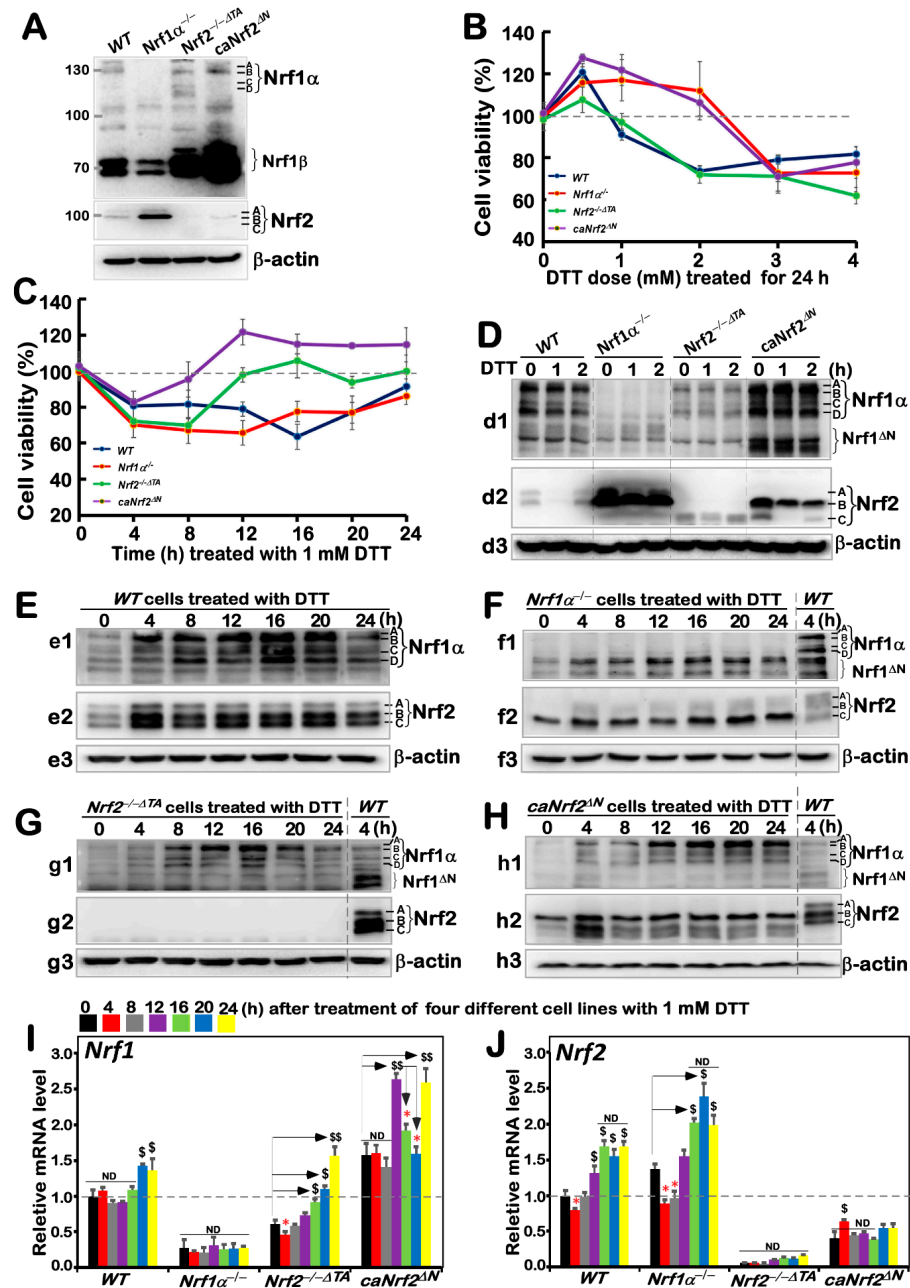 A
WT
Nrf1α−/−
Nrf2−/−ΔTA
caNrf2ΔN
130
100
70
A
B
C
D
Nrf1α
Nrf1β
100
A
B
C
Nrf2
β-actin
B
Cell viability (%)
140
120
100
80
60
40
WT
Nrf1α−/−
Nrf2−/−ΔTA
caNrf2ΔN
0 1 2 3 4
DTT dose (mM) treated for 24 h
C
Cell viability (%)
140
120
100
80
60
40
20
WT
Nrf1α−/−
Nrf2−/−ΔTA
caNrf2ΔN
0 4 8 12 16 20 24
Time (h) treated with 1 mM DTT
D
WT Nrf1α−/− Nrf2−/−ΔTA caNrf2ΔN
DTT 0 1 2 0 1 2 0 1 2 0 1 2 (h)
d1
A
B
C
D
Nrf1α
Nrf1ΔN
d2
A
B
C
Nrf2
d3
β-actin
E
WT cells treated with DTT
0 4 8 12 16 20 24 (h)
e1
A
B
C
D
Nrf1α
e2
A
B
C
Nrf2
e3
β-actin
F
Nrf1α−/− cells treated with DTT WT
0 4 8 12 16 20 24 4 (h)
f1
A
B
C
D
Nrf1α
Nrf1ΔN
f2
A
B
C
Nrf2
f3
β-actin
G
Nrf2−/−ΔTA cells treated with DTT WT
0 4 8 12 16 20 24 4 (h)
g1
A
B
C
D
Nrf1α
Nrf1ΔN
g2
A
B
C
Nrf2
g3
β-actin
H
caNrf2ΔN cells treated with DTT WT
0 4 8 12 16 20 24 4 (h)
h1
A
B
C
D
Nrf1α
Nrf1ΔN
h2
A
B
C
Nrf2
h3
β-actin
0 4 8 12 16 20 24 (h) after treatment of four different cell lines with 1 mM DTT
I
Nrf1
Relative mRNA level
3.0
2.5
2.0
1.5
1.0
0.5
0.0
ND
$ $
ND
*
$
$
$$
ND
$$
*
*
$$
WT Nrf1α−/− Nrf2−/−ΔTA caNrf2ΔN
J
Nrf2
Relative mRNA level
3.0
2.5
2.0
1.5
1.0
0.5
0.0
*
$
ND
$ $ $
* *
ND
$
$
$
ND
$
ND
WT Nrf1α−/− Nrf2−/−ΔTA caNrf2ΔN